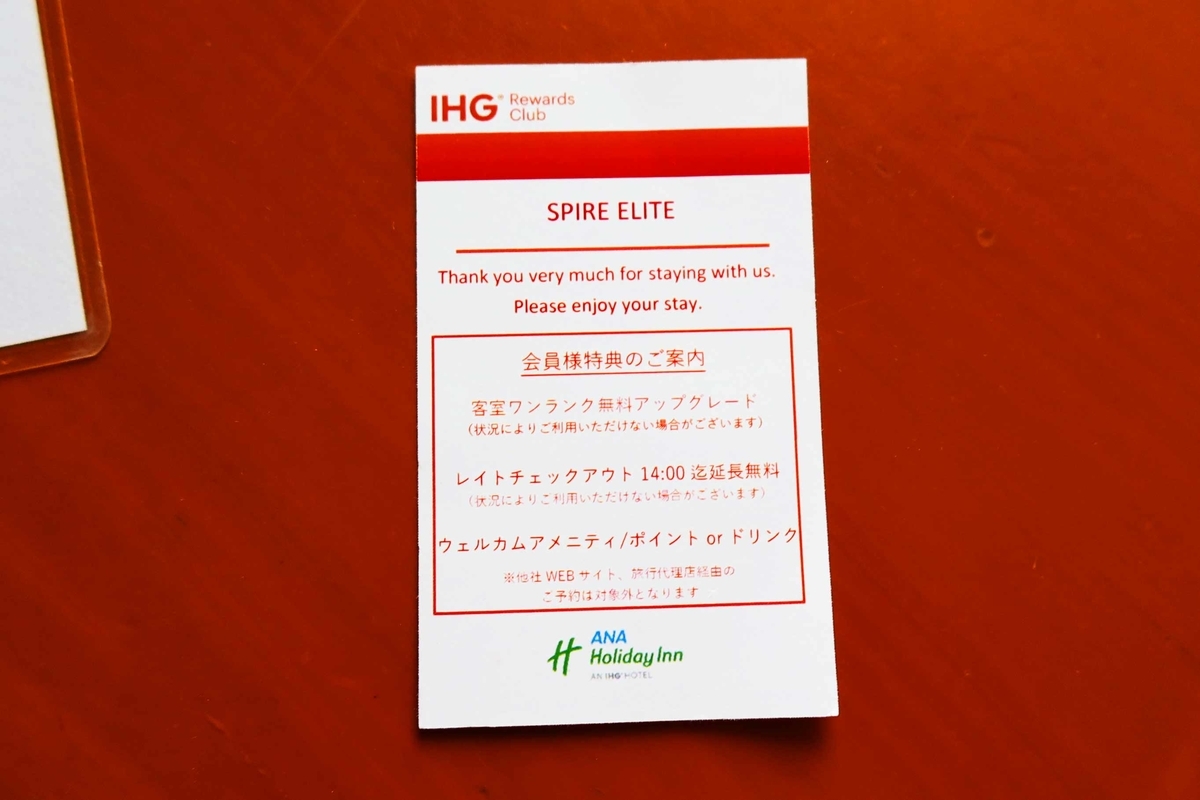 IHG® Rewards
Club
SPIRE ELITE
Thank you very much for staying with us.
Please enjoy your stay.
会員様特典のご案内
客室ワンランク無料アップグレード
(状況によりご利用いただけない場合がございます)
レイトチェックアウト 14:00 迄延長無料
(状況によりご利用いただけない場合がございます)
ウェルカムアメニティ/ポイント or ドリンク
※他社 WEB サイト、旅行代理店経由の
ご予約は対象外となります
ANA
Holiday Inn
AN IHG® HOTEL